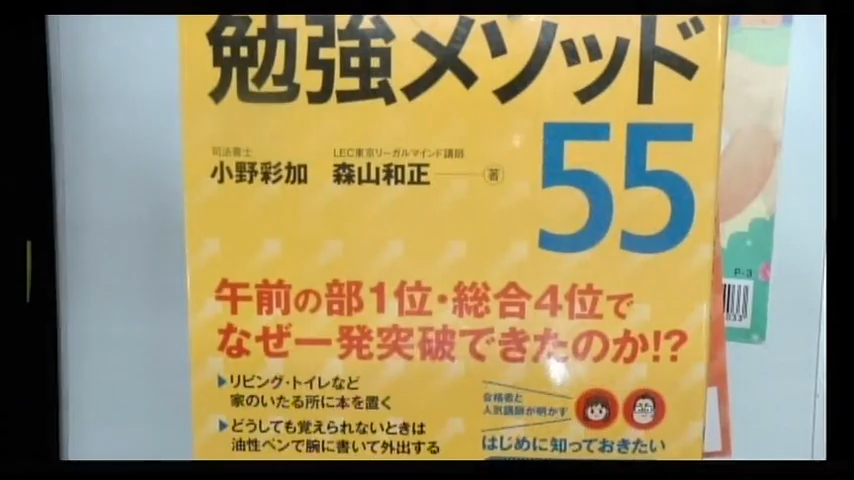 勉強メソッド
55
司法書士
小野彩加
LEC東京リーガルマインド講師
森山和正
著
午前の部1位・総合4位で
なぜ一発突破できたのか!?
▶リビング・トイレなど
家のいたる所に本を置く
▶どうしても覚えられないときは
油性ペンで腕に書いて外出する
合格者と
人気講師が明かす
はじめに知っておきたい
P-3